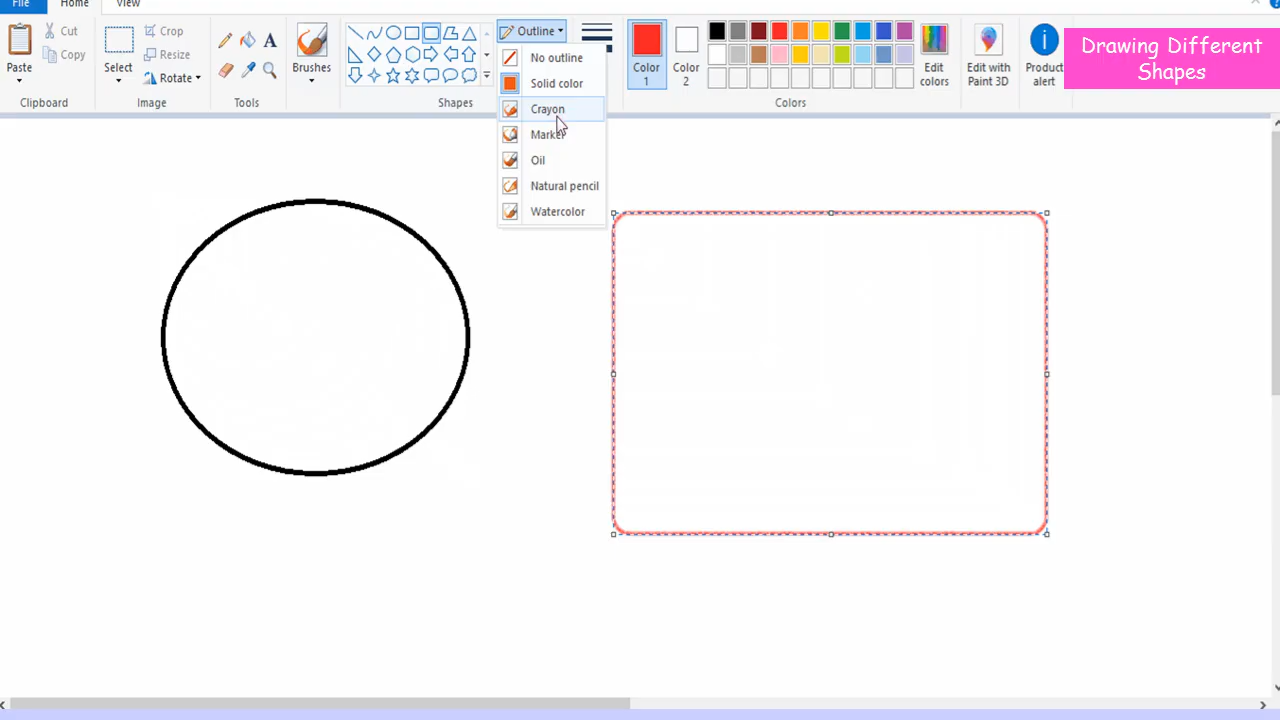 File Home View
Paste
Cut
Copy
Clipboard
Select
Crop
Resize
Rotate
Image
A
Tools
Brushes
Shapes
Outline
No outline
Solid color
Crayon
Marker
Oil
Natural pencil
Watercolor
Color
1
Color
2
Colors
Edit
colors
Edit with
Paint 3D
Product
alert
Drawing Different
Shapes